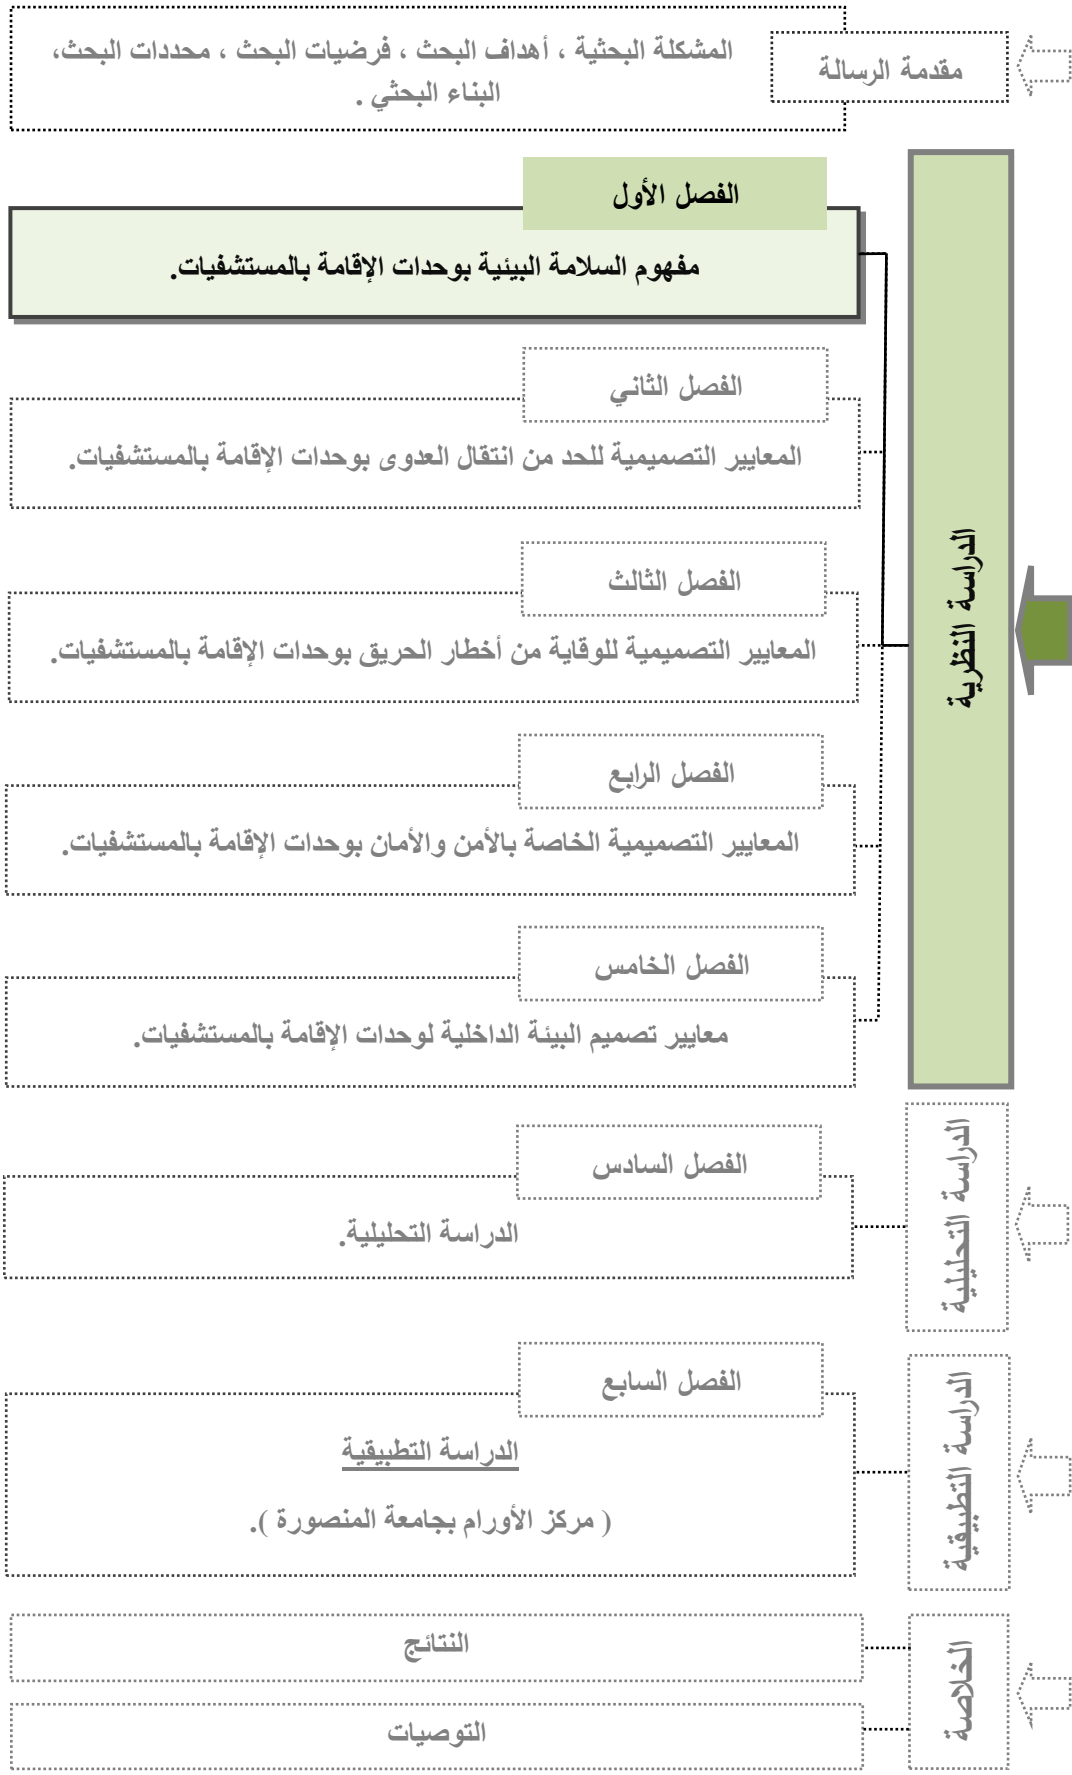 مقدمة الرسالة
المشكلة البحثية ، أهداف البحث ، فرضيات البحث ، محددات البحث،
البناء البحثي .
الدراسة النظرية
الفصل الأول
مفهوم السلامة البيئية بوحدات الإقامة بالمستشفيات.
الفصل الثاني
المعايير التصميمية للحد من انتقال العدوى بوحدات الإقامة بالمستشفيات.
الفصل الثالث
المعايير التصميمية للوقاية من أخطار الحريق بوحدات الإقامة بالمستشفيات.
الفصل الرابع
المعايير التصميمية الخاصة بالأمن والأمان بوحدات الإقامة بالمستشفيات.
الفصل الخامس
معايير تصميم البيئة الداخلية لوحدات الإقامة بالمستشفيات.
الدراسة التحليلية
الفصل السادس
الدراسة التحليلية.
الدراسة التطبيقية
الفصل السابع
الدراسة التطبيقية
( مركز الأورام بجامعة المنصورة ).
الخلاصة
النتائج
التوصيات